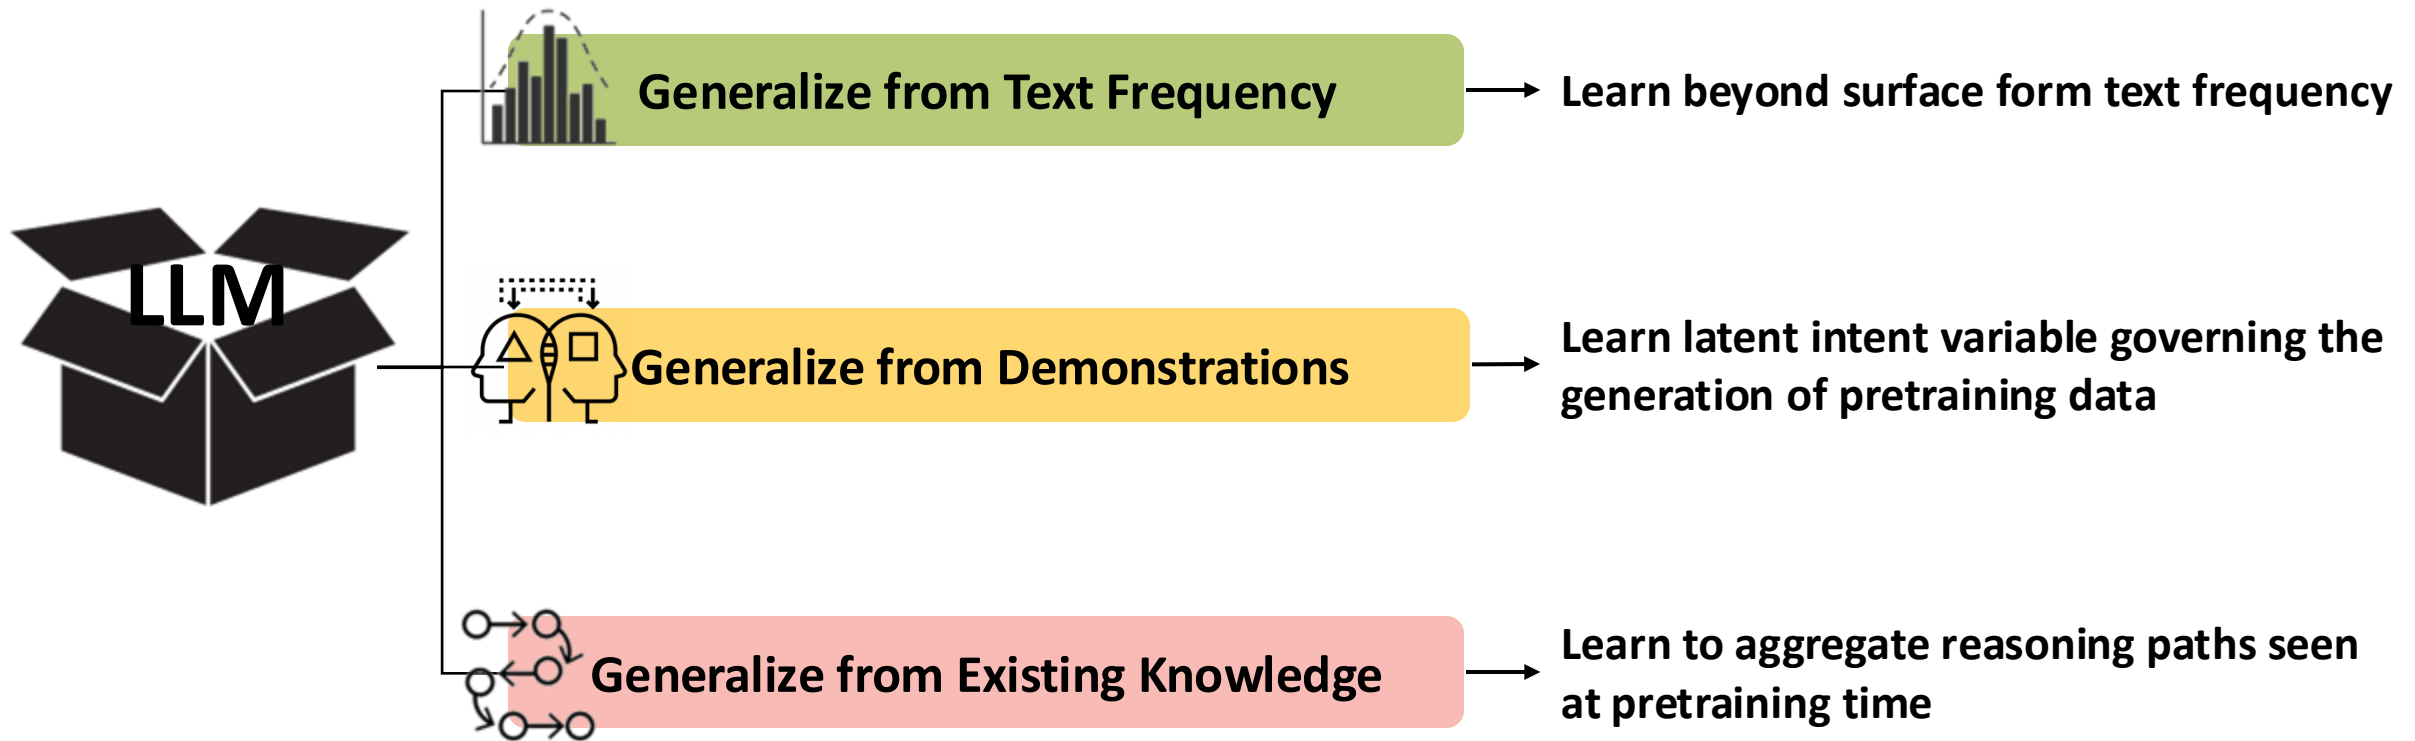 LLM
Generalize from Text Frequency
Learn beyond surface form text frequency
Generalize from Demonstrations
Learn latent intent variable governing the
generation of pretraining data
Generalize from Existing Knowledge
Learn to aggregate reasoning paths seen
at pretraining time